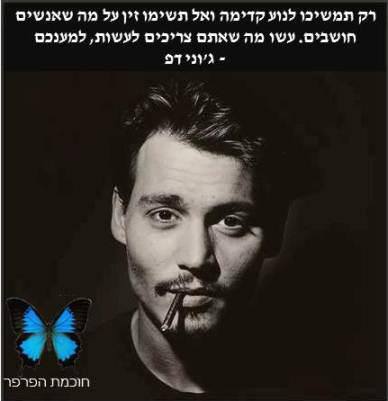 רק תמשיכו לנוע קדימה ואל תשימו זין על מה שאנשים
חושבים. עשו מה שאתם צריכים לעשות, למענכם
- ג'וני דפ
חוכמת הפרפר